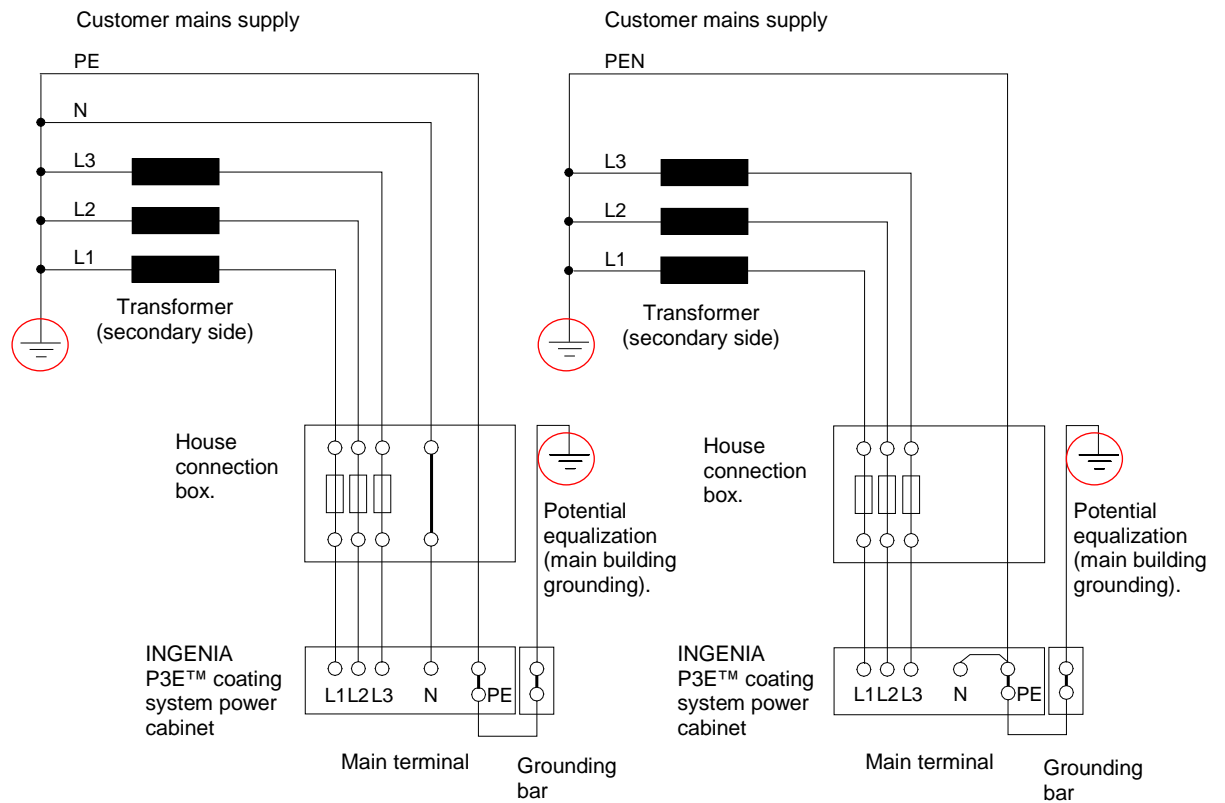 Customer mains supply
PE
N
L3
L2
L1
Transformer
(secondary side)
House
connection
box.
Potential
equalization
(main building
grounding).
INGENIA
P3E™ coating
system power
cabinet
L1 L2 L3 N PE
Main terminal
Grounding
bar
Customer mains supply
PEN
L3
L2
L1
Transformer
(secondary side)
House
connection
box.
Potential
equalization
(main building
grounding).
INGENIA
P3E™ coating
system power
cabinet
L1 L2 L3 N PE
Main terminal
Grounding
bar